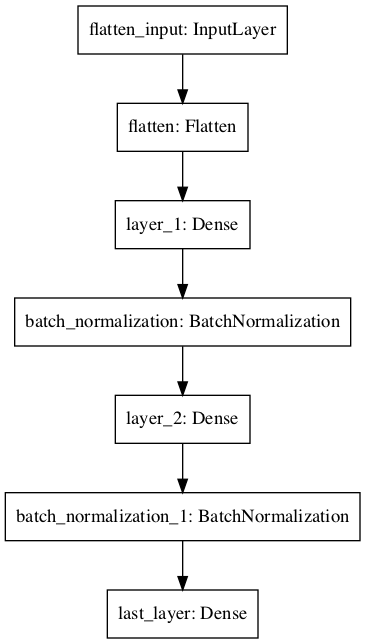 flatten_input: InputLayer
flatten: Flatten
layer_1: Dense
batch_normalization: BatchNormalization
layer_2: Dense
batch_normalization_1: BatchNormalization
last_layer: Dense